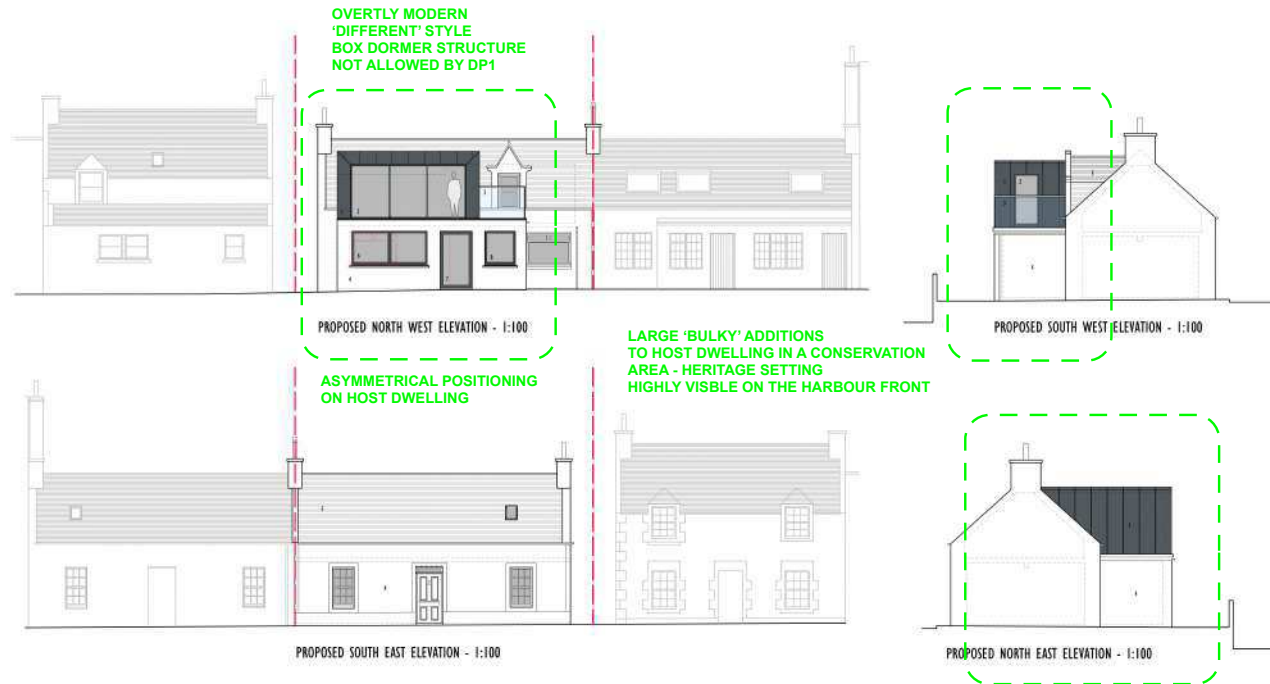 OVERTLY MODERN
'DIFFERENT' STYLE
BOX DORMER STRUCTURE
NOT ALLOWED BY DP1
PROPOSED NORTH WEST ELEVATION - 1:100
PROPOSED SOUTH WEST ELEVATION - 1:100
ASYMMETRICAL POSITIONING
ON HOST DWELLING
LARGE 'BULKY' ADDITIONS
TO HOST DWELLING IN A CONSERVATION
AREA - HERITAGE SETTING
HIGHLY VISBLE ON THE HARBOUR FRONT
PROPOSED SOUTH EAST ELEVATION - 1:100
PROPOSED NORTH EAST ELEVATION - 1:100